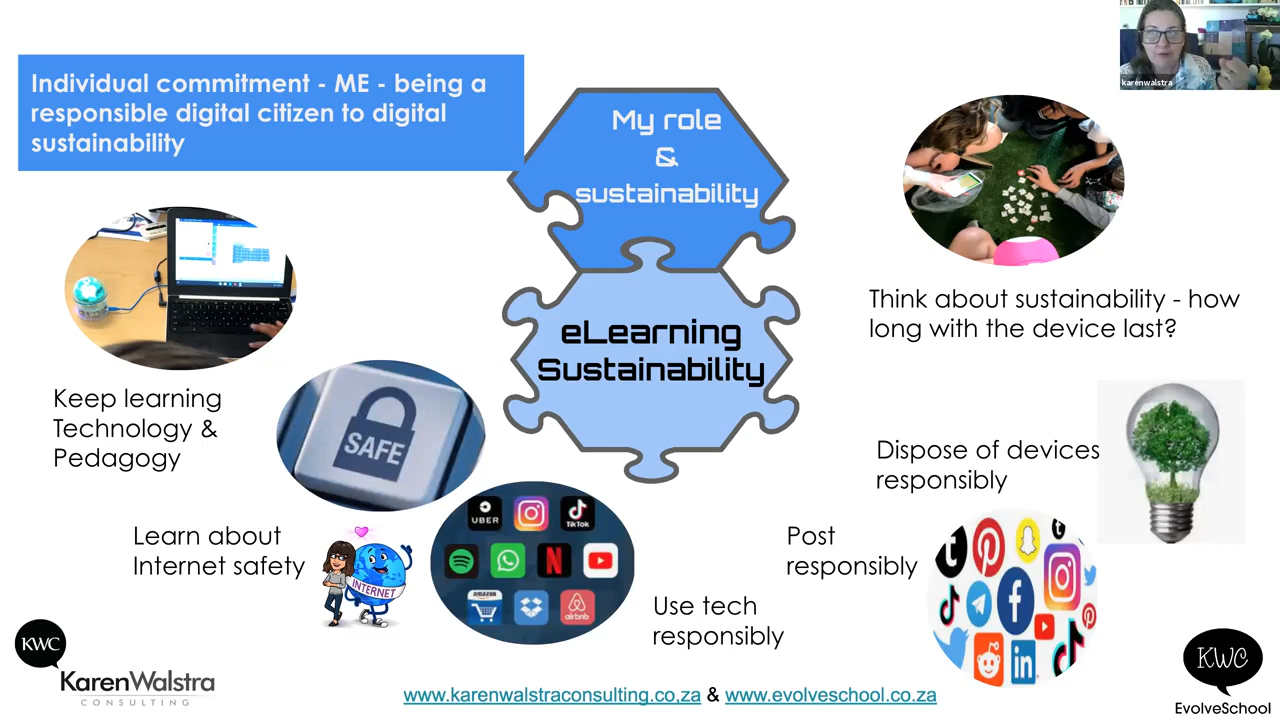 karenwalstra
Individual commitment - ME - being a
responsible digital citizen to digital
sustainability
My role
&
sustainability
eLearning
Sustainability
Think about sustainability - how
long with the device last?
Keep learning
Technology &
Pedagogy
SAFE
Dispose of devices
responsibly
Learn about
Internet safety
INTERNET
UBER
TikTok
amazon
airbnb
Post
responsibly
Use tech
responsibly
KWC
KarenWalstra
CONSULTING
www.karenwalstraconsulting.co,za & www.evolveschool.co.za
KWC
EvolveSchool